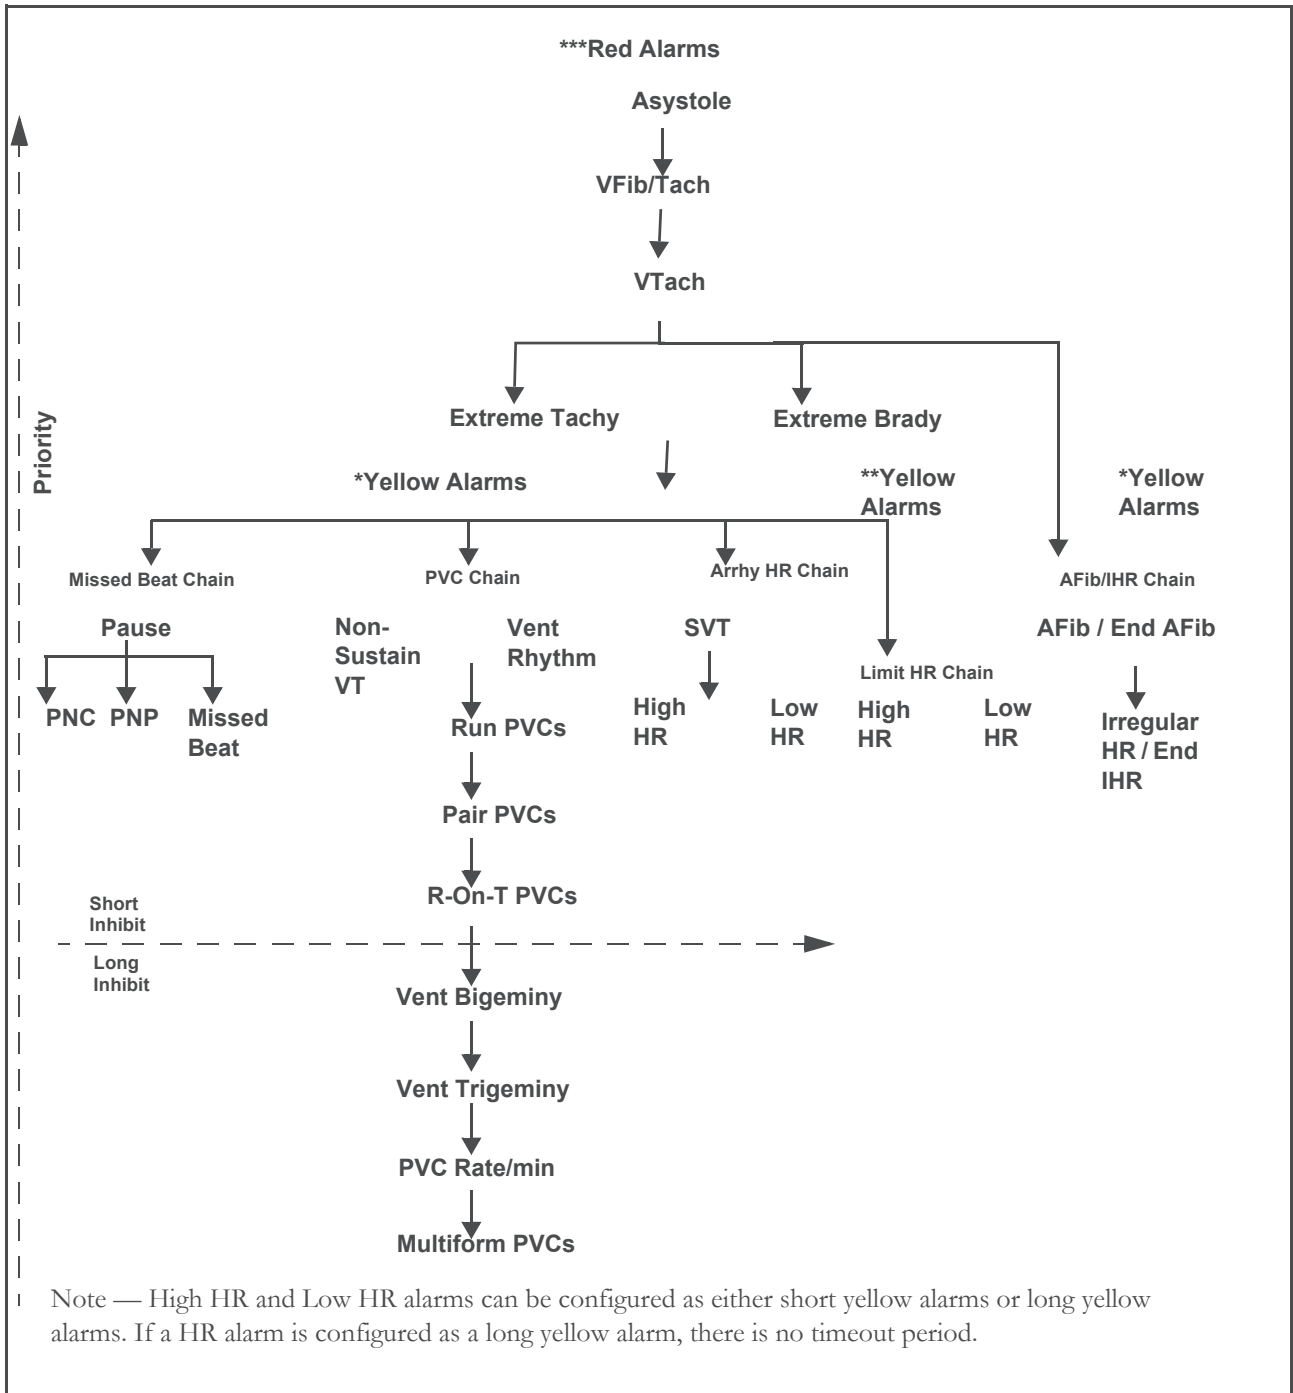 ***Red Alarms
Asystole
VFib/Tach
VTach
Extreme Tachy
Extreme Brady
Priority
*Yellow Alarms
**Yellow
Alarms
*Yellow
Alarms
Missed Beat Chain
PVC Chain
Arrhy HR Chain
AFib/IHR Chain
Pause
Non-
Sustain
VT
Vent
Rhythm
SVT
AFib / End AFib
Limit HR Chain
PNC
PNP
Missed
Beat
Run PVCs
High
HR
Low
HR
High
HR
Low
HR
Irregular
HR / End
IHR
Pair PVCs
R-On-T PVCs
Short
Inhibit
Long
Inhibit
Vent Bigeminy
Vent Trigeminy
PVC Rate/min
Multiform PVCs
Note — High HR and Low HR alarms can be configured as either short yellow alarms or long yellow
alarms. If a HR alarm is configured as a long yellow alarm, there is no timeout period.